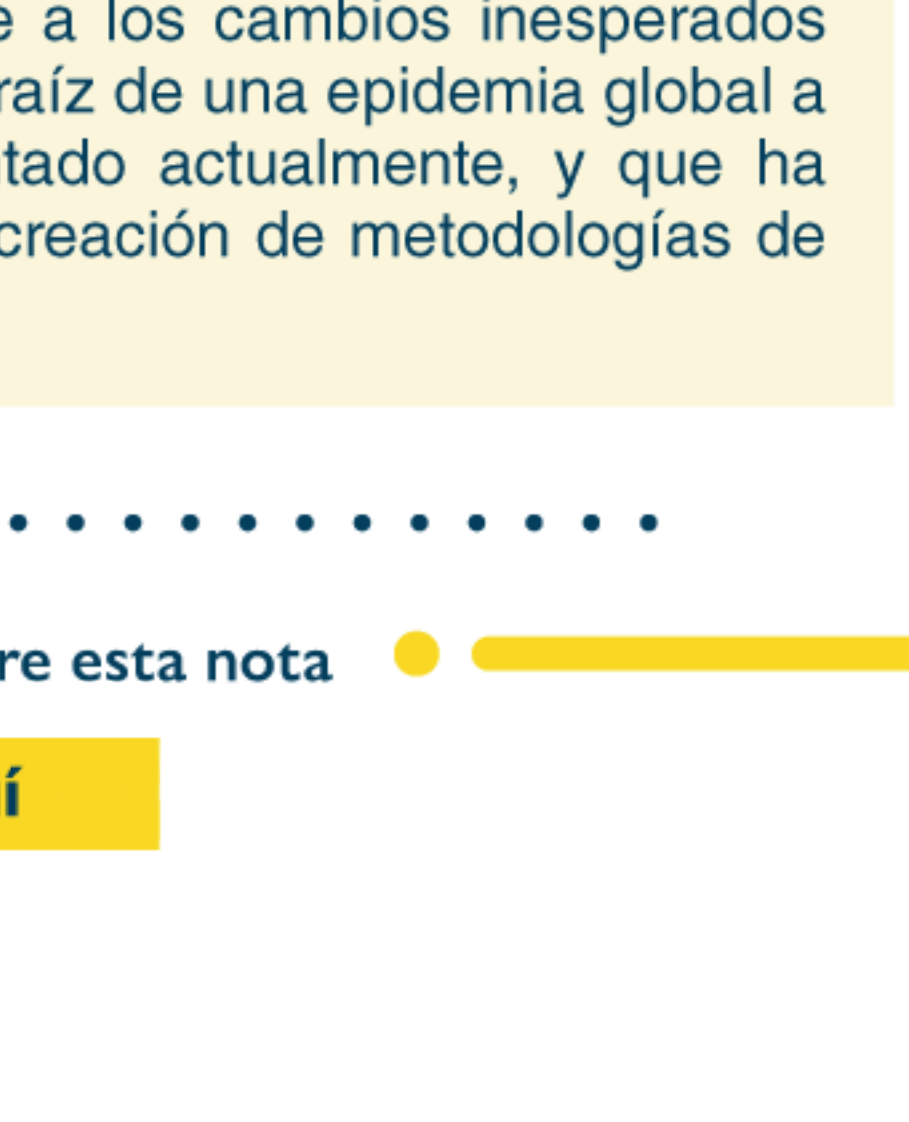 a los cambios inesperados
raíz de una epidemia global a
tado actualmente, y que ha
creación de metodologías de
re esta nota
í